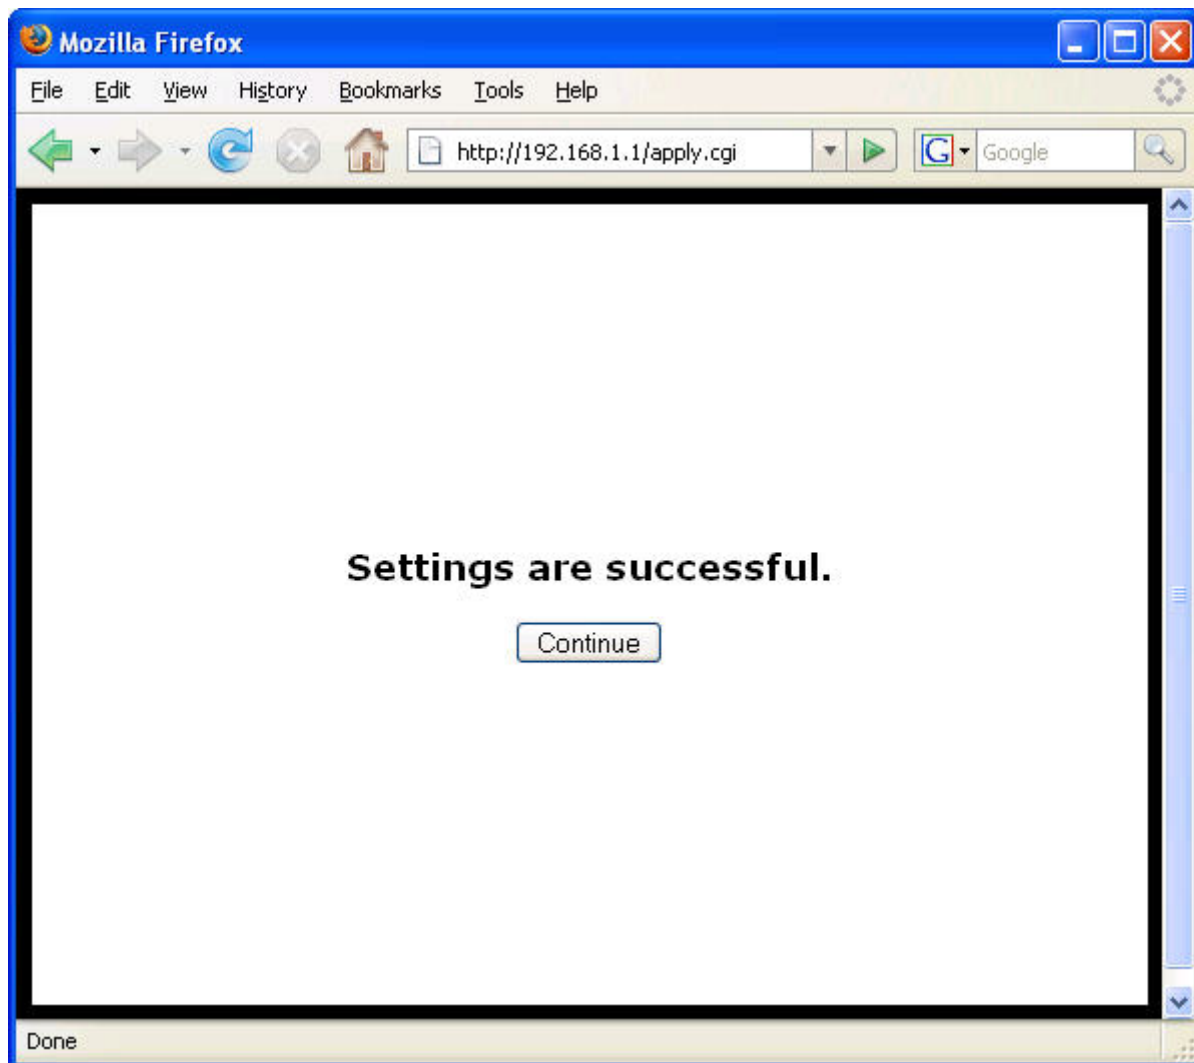 Mozilla Firefox
File Edit View History Bookmarks Tools Help
http://192.168.1.1/apply.cgi G Google
Settings are successful.
Continue
Done